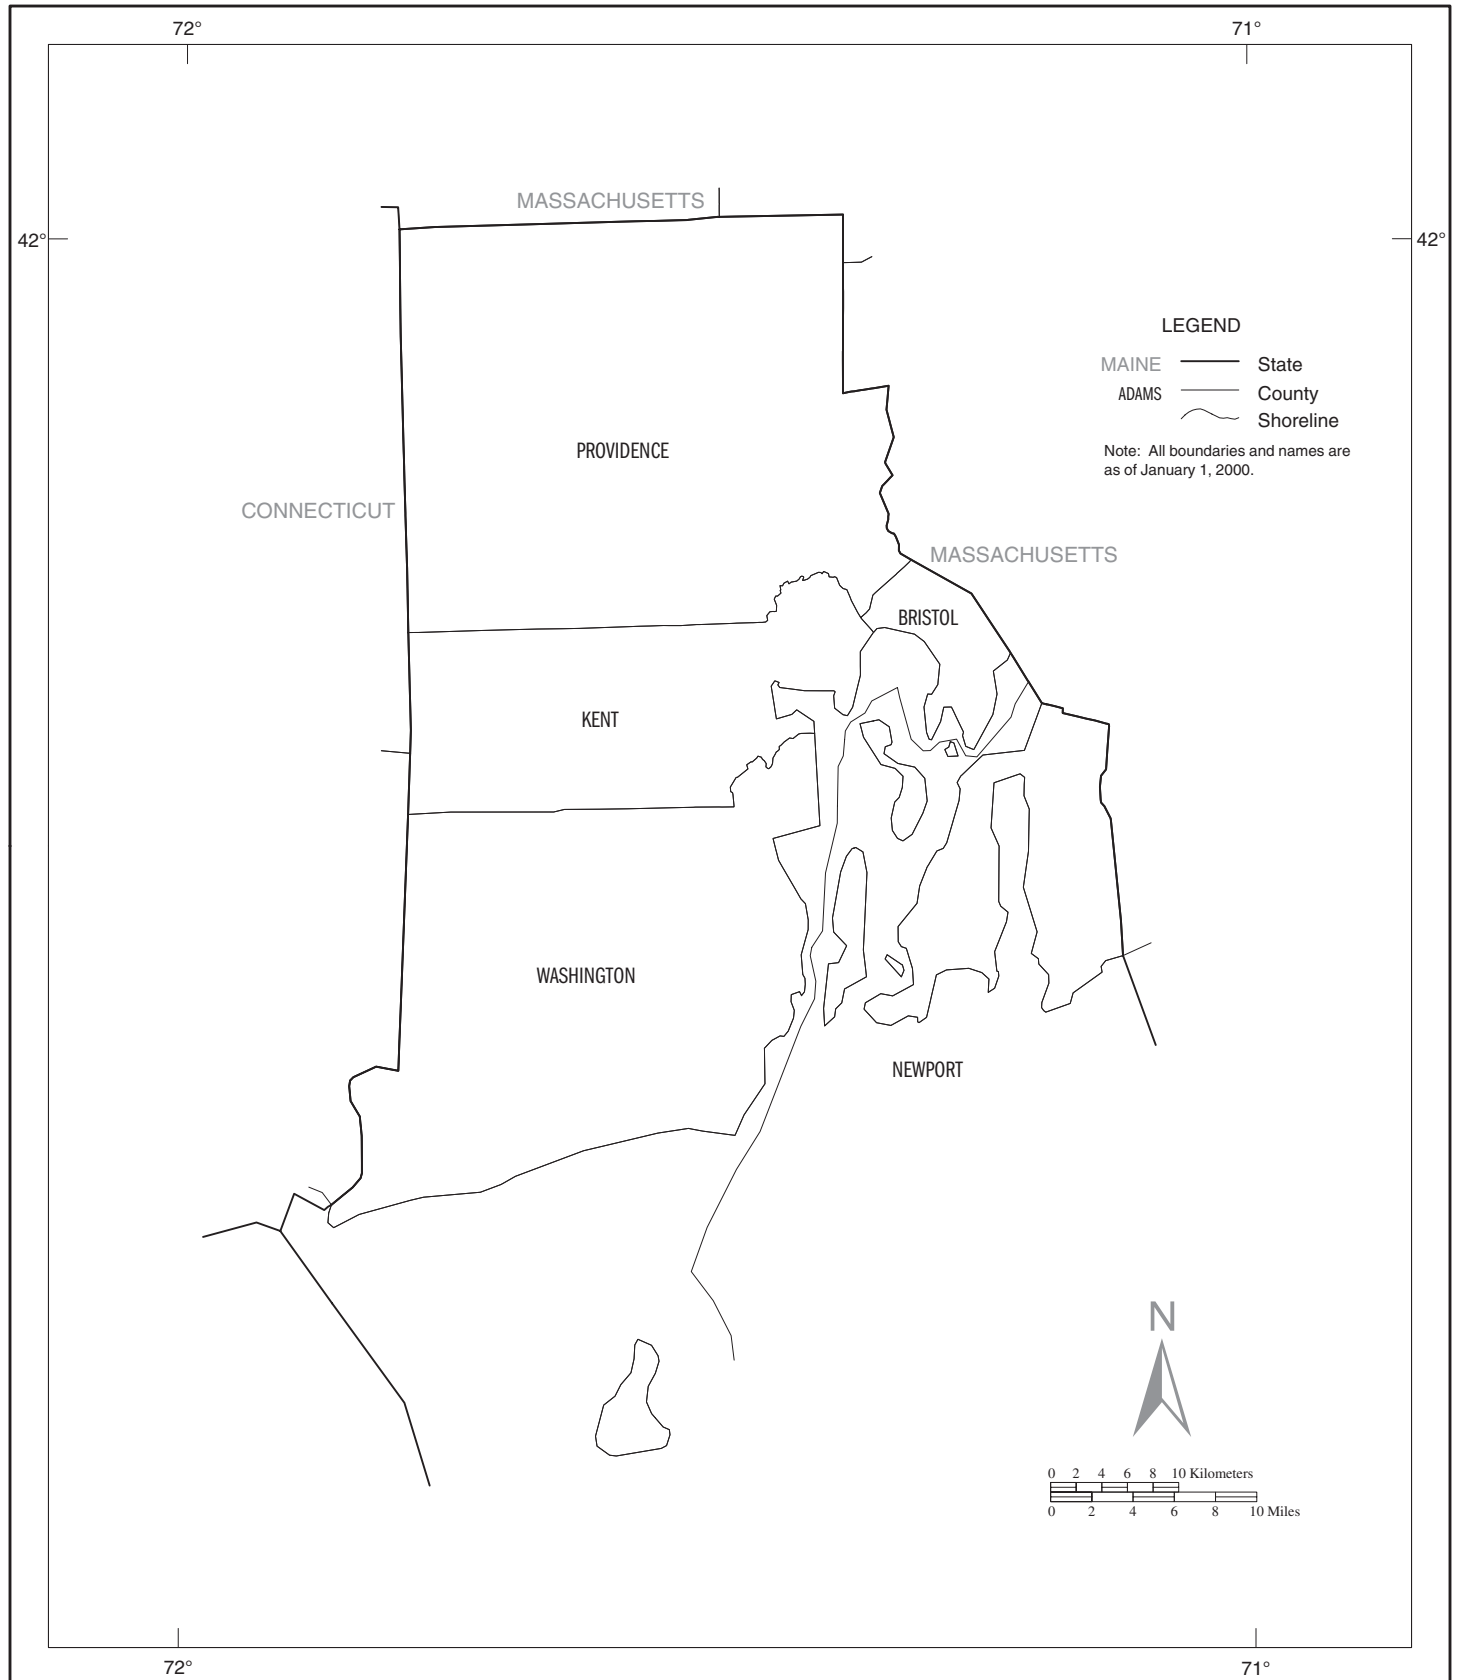 72°
71°
MASSACHUSETTS
42°
42°
LEGEND
MAINE State
ADAMS County
Shoreline
Note: All boundaries and names are
as of January 1, 2000.
PROVIDENCE
CONNECTICUT
MASSACHUSETTS
BRISTOL
KENT
WASHINGTON
NEWPORT
N
0 2 4 6 8 10 Kilometers
0 2 4 6 8 10 Miles
72°
71°